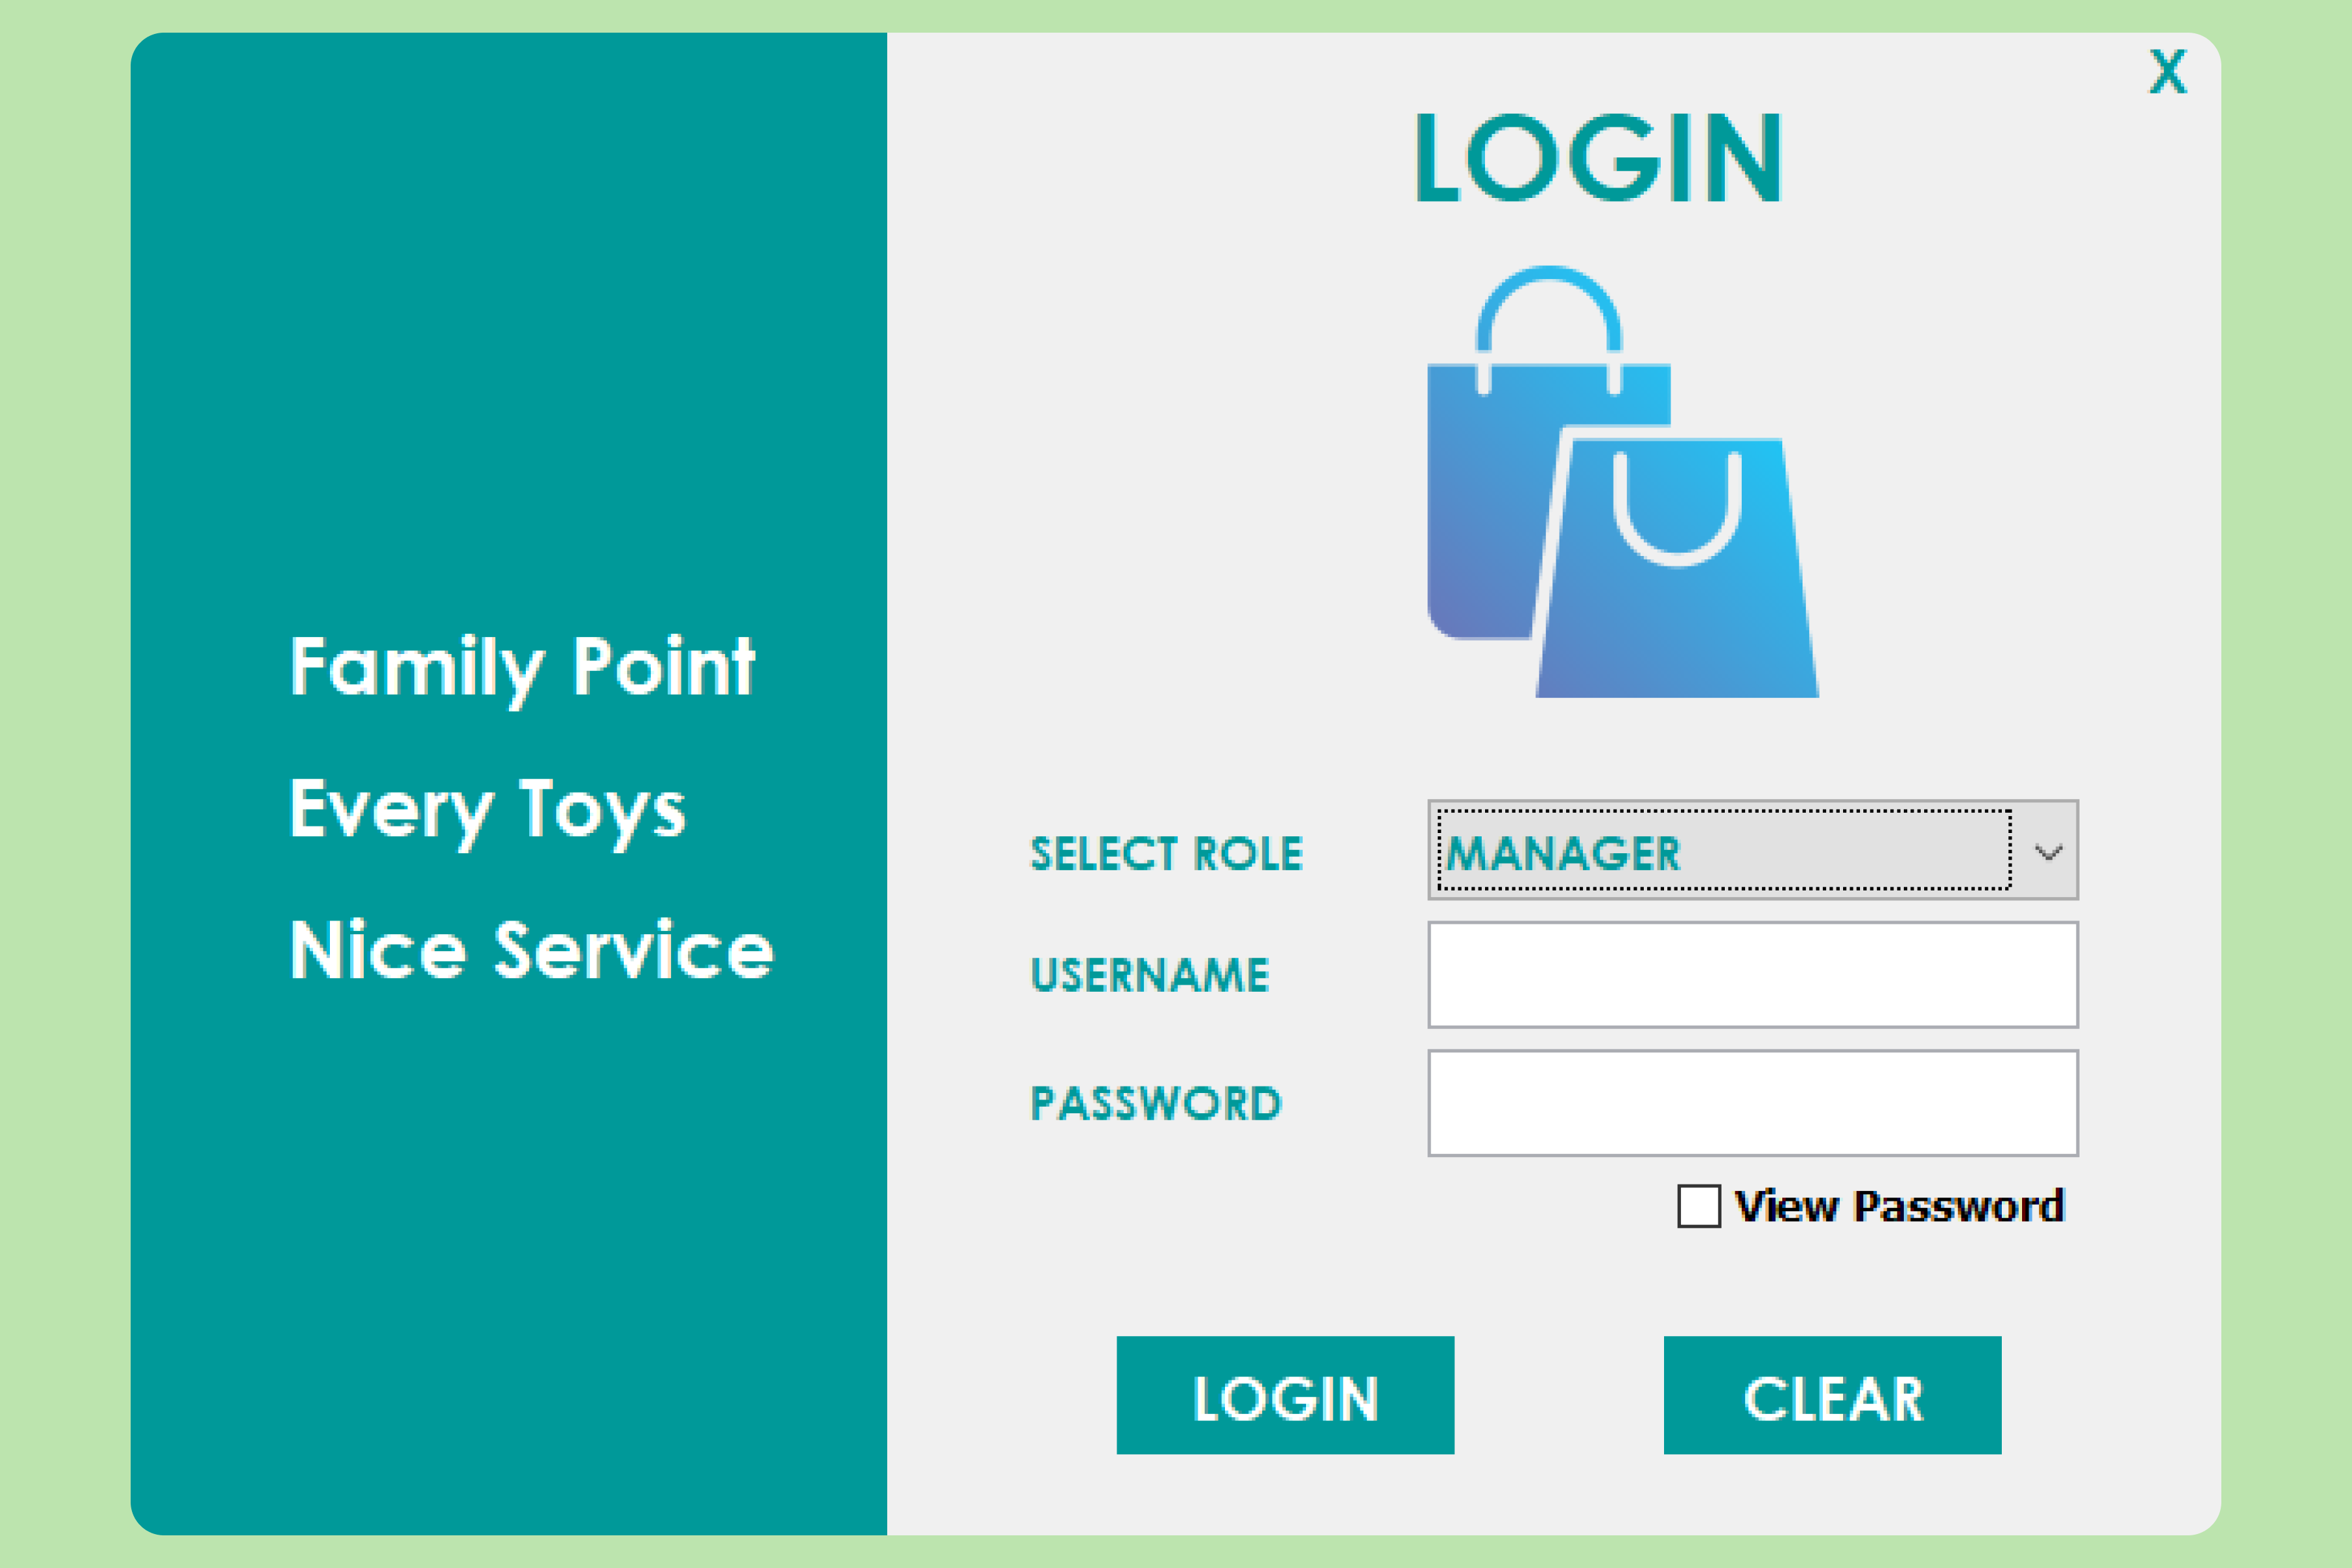 X
LOGIN
Family Point
Every Toys
Nice Service
SELECT ROLE MANAGER
USERNAME
PASSWORD
View Password
LOGIN CLEAR